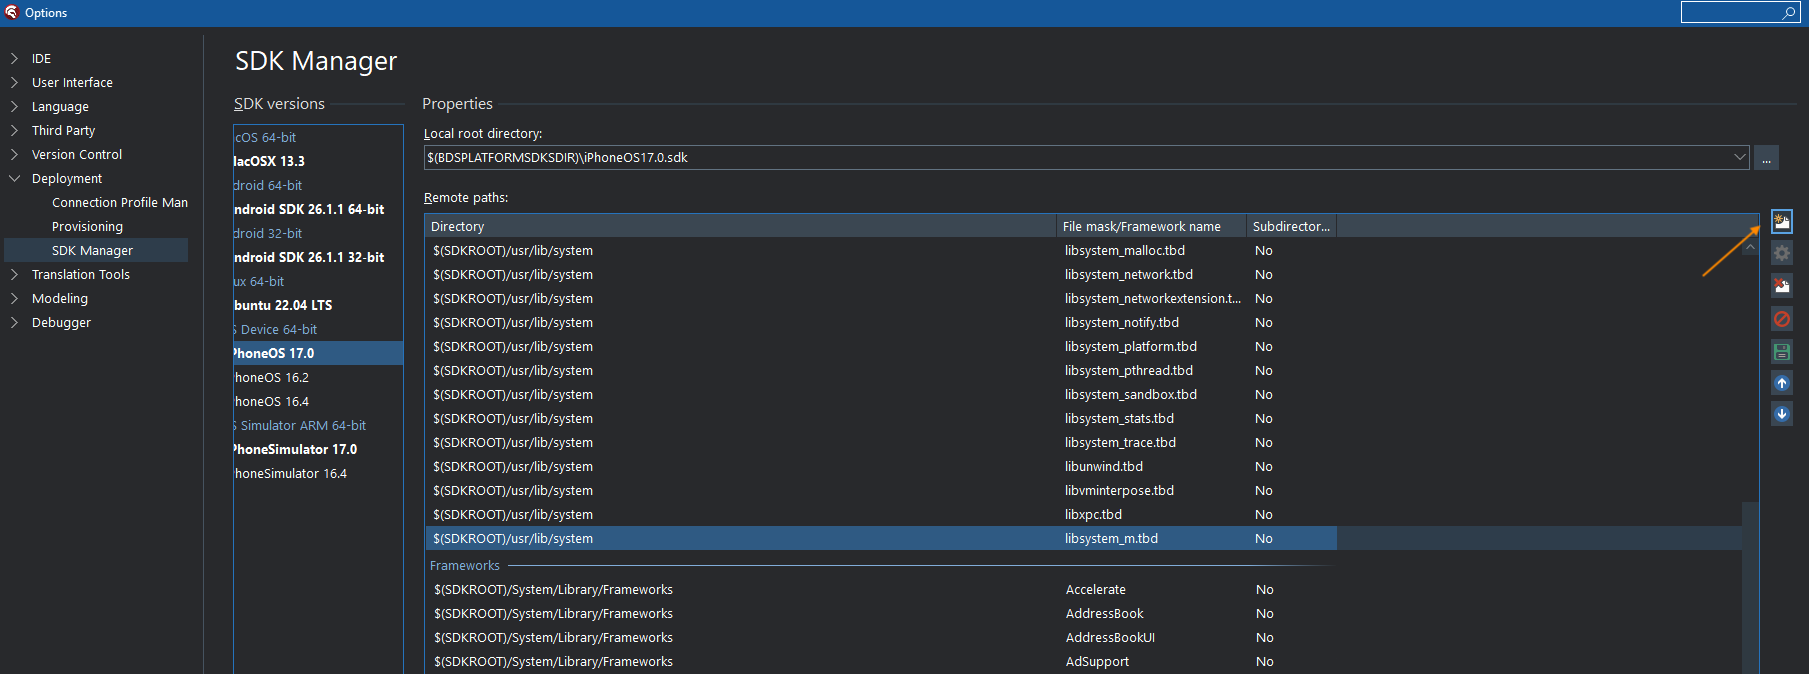 Options
IDE
User Interface
Language
Third Party
Version Control
Deployment
Connection Profile Man
Provisioning
SDK Manager
Translation Tools
Modeling
Debugger
SDK Manager
SDK versions
cOS 64-bit
lacOSX 13.3
droid 64-bit
ndroid SDK 26.1.1 64-bit
droid 32-bit
ndroid SDK 26.1.1 32-bit
ux 64-bit
buntu 22.04 LTS
S Device 64-bit
PhoneOS 17.0
honeOS 16.2
honeOS 16.4
S Simulator ARM 64-bit
PhoneSimulator 17.0
honeSimulator 16.4
Properties
Local root directory:
$(BDSPLATFORMSDKSDIR)\iPhoneOS17.0.sdk
...
Remote paths:
Directory File mask/Framework name Subdirector...
$(SDKROOT)/usr/lib/system libsystem_malloc.tbd No
$(SDKROOT)/usr/lib/system libsystem_network.tbd No
$(SDKROOT)/usr/lib/system libsystem_networkextension.t... No
$(SDKROOT)/usr/lib/system libsystem_notify.tbd No
$(SDKROOT)/usr/lib/system libsystem_platform.tbd No
$(SDKROOT)/usr/lib/system libsystem_pthread.tbd No
$(SDKROOT)/usr/lib/system libsystem_sandbox.tbd No
$(SDKROOT)/usr/lib/system libsystem_stats.tbd No
$(SDKROOT)/usr/lib/system libsystem_trace.tbd No
$(SDKROOT)/usr/lib/system libunwind.tbd No
$(SDKROOT)/usr/lib/system libvminterpose.tbd No
$(SDKROOT)/usr/lib/system libxpc.tbd No
$(SDKROOT)/usr/lib/system libsystem_m.tbd No
Frameworks
$(SDKROOT)/System/Library/Frameworks Accelerate No
$(SDKROOT)/System/Library/Frameworks AddressBook No
$(SDKROOT)/System/Library/Frameworks AddressBookUI No
$(SDKROOT)/System/Library/Frameworks AdSupport No